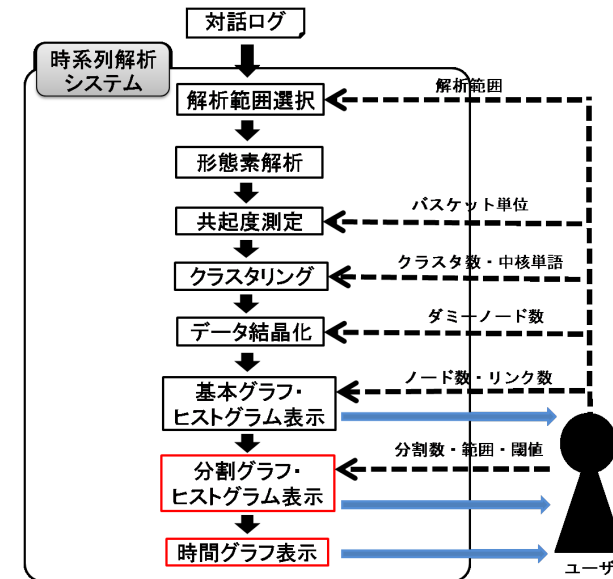 対話ログ
時系列解析
システム
解析範囲
解析範囲選択
形態素解析
バスケット単位
共起度測定
クラスタ数・中核単語
クラスタリング
ダミーノード数
データ結晶化
ノード数・リンク数
基本グラフ・
ヒストグラム表示
分割数・範囲・閾値
分割グラフ・
ヒストグラム表示
時間グラフ表示
ユーザ